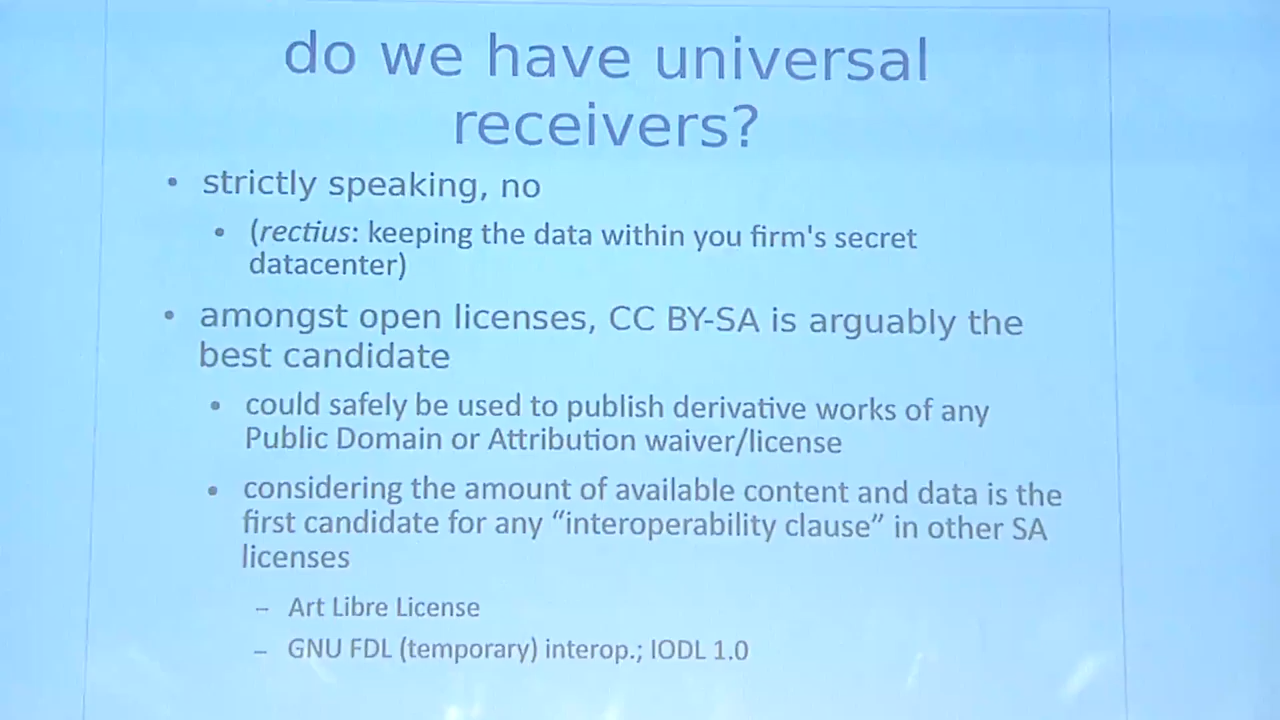 do we have universal
receivers?
• strictly speaking, no
• (rectius: keeping the data within you firm's secret
datacenter)
• amongst open licenses, CC BY-SA is arguably the
best candidate
• could safely be used to publish derivative works of any
Public Domain or Attribution waiver/license
• considering the amount of available content and data is the
first candidate for any “interoperability clause” in other SA
licenses
– Art Libre License
– GNU FDL (temporary) interop.; IODL 1.0